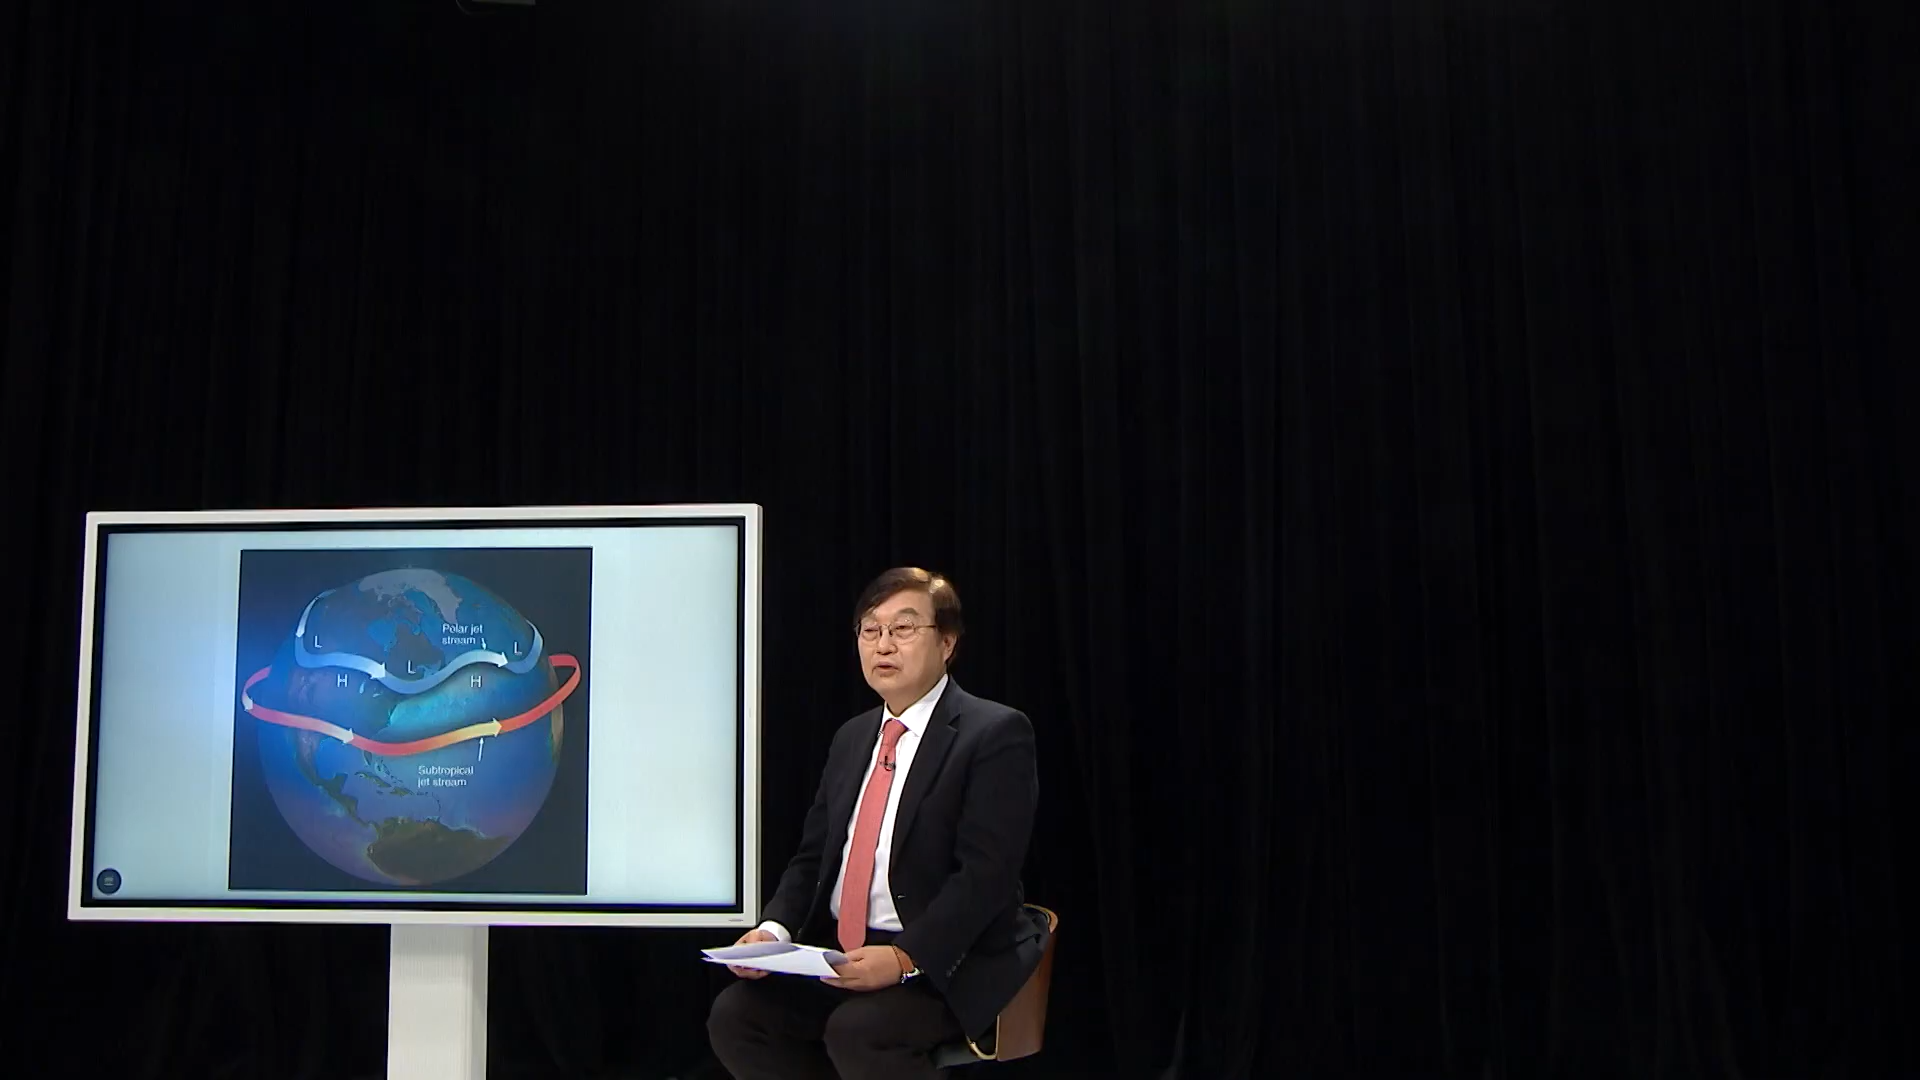 Polar jet
stream
L
L
L
H
H
Subtropical
jet stream